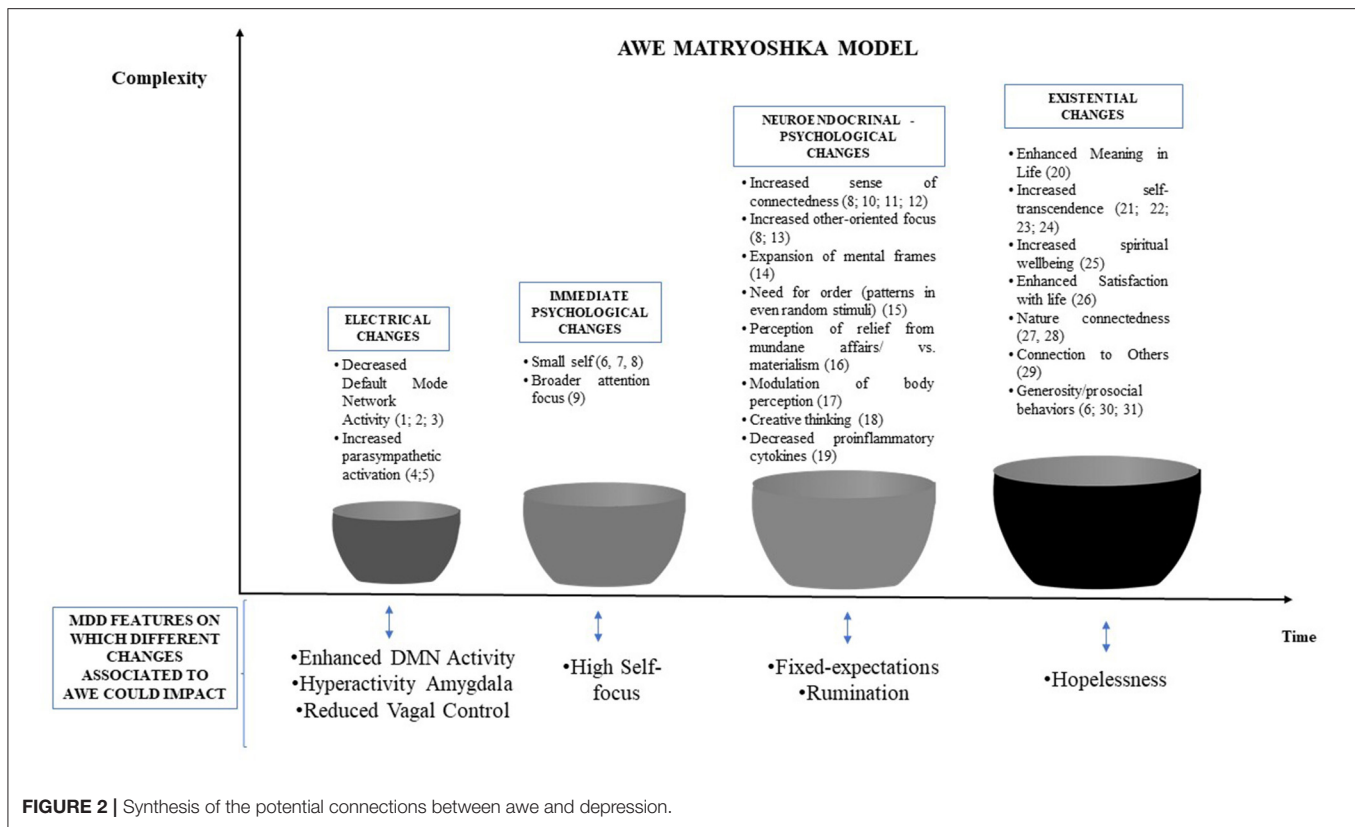 AWE MATRYOSHKA MODEL
Complexity
ELECTRICAL
CHANGES
• Decreased
Default Mode
Network
Activity (1; 2; 3)
• Increased
parasympathetic
activation (4;5)
IMMEDIATE
PSYCHOLOGICAL
CHANGES
• Small self (6, 7, 8)
• Broader attention
focus (9)
NEUROENDOCRINAL -
PSYCHOLOGICAL
CHANGES
• Increased sense of
connectedness (8; 10; 11; 12)
• Increased other-oriented focus
(8; 13)
• Expansion of mental frames
(14)
• Need for order (patterns in
even random stimuli) (15)
• Perception of relief from
mundane affairs/ vs.
materialism (16)
• Modulation of body
perception (17)
• Creative thinking (18)
• Decreased proinflammatory
cytokines (19)
EXISTENTIAL
CHANGES
• Enhanced Meaning in
Life (20)
• Increased self-
transcendence (21; 22;
23; 24)
• Increased spiritual
wellbeing (25)
• Enhanced Satisfaction
with life (26)
• Nature connectedness
(27, 28)
• Connection to Others
(29)
• Generosity/prosocial
behaviors (6; 30; 31)
Time
MDD FEATURES ON
WHICH DIFFERENT
CHANGES
ASSOCIATED TO
AWE COULD IMPACT
•Enhanced DMN Activity
•Hyperactivity Amygdala
•Reduced Vagal Control
•High Self-
focus
•Fixed-expectations
•Rumination
•Hopelessness
FIGURE 2 | Synthesis of the potential connections between awe and depression.